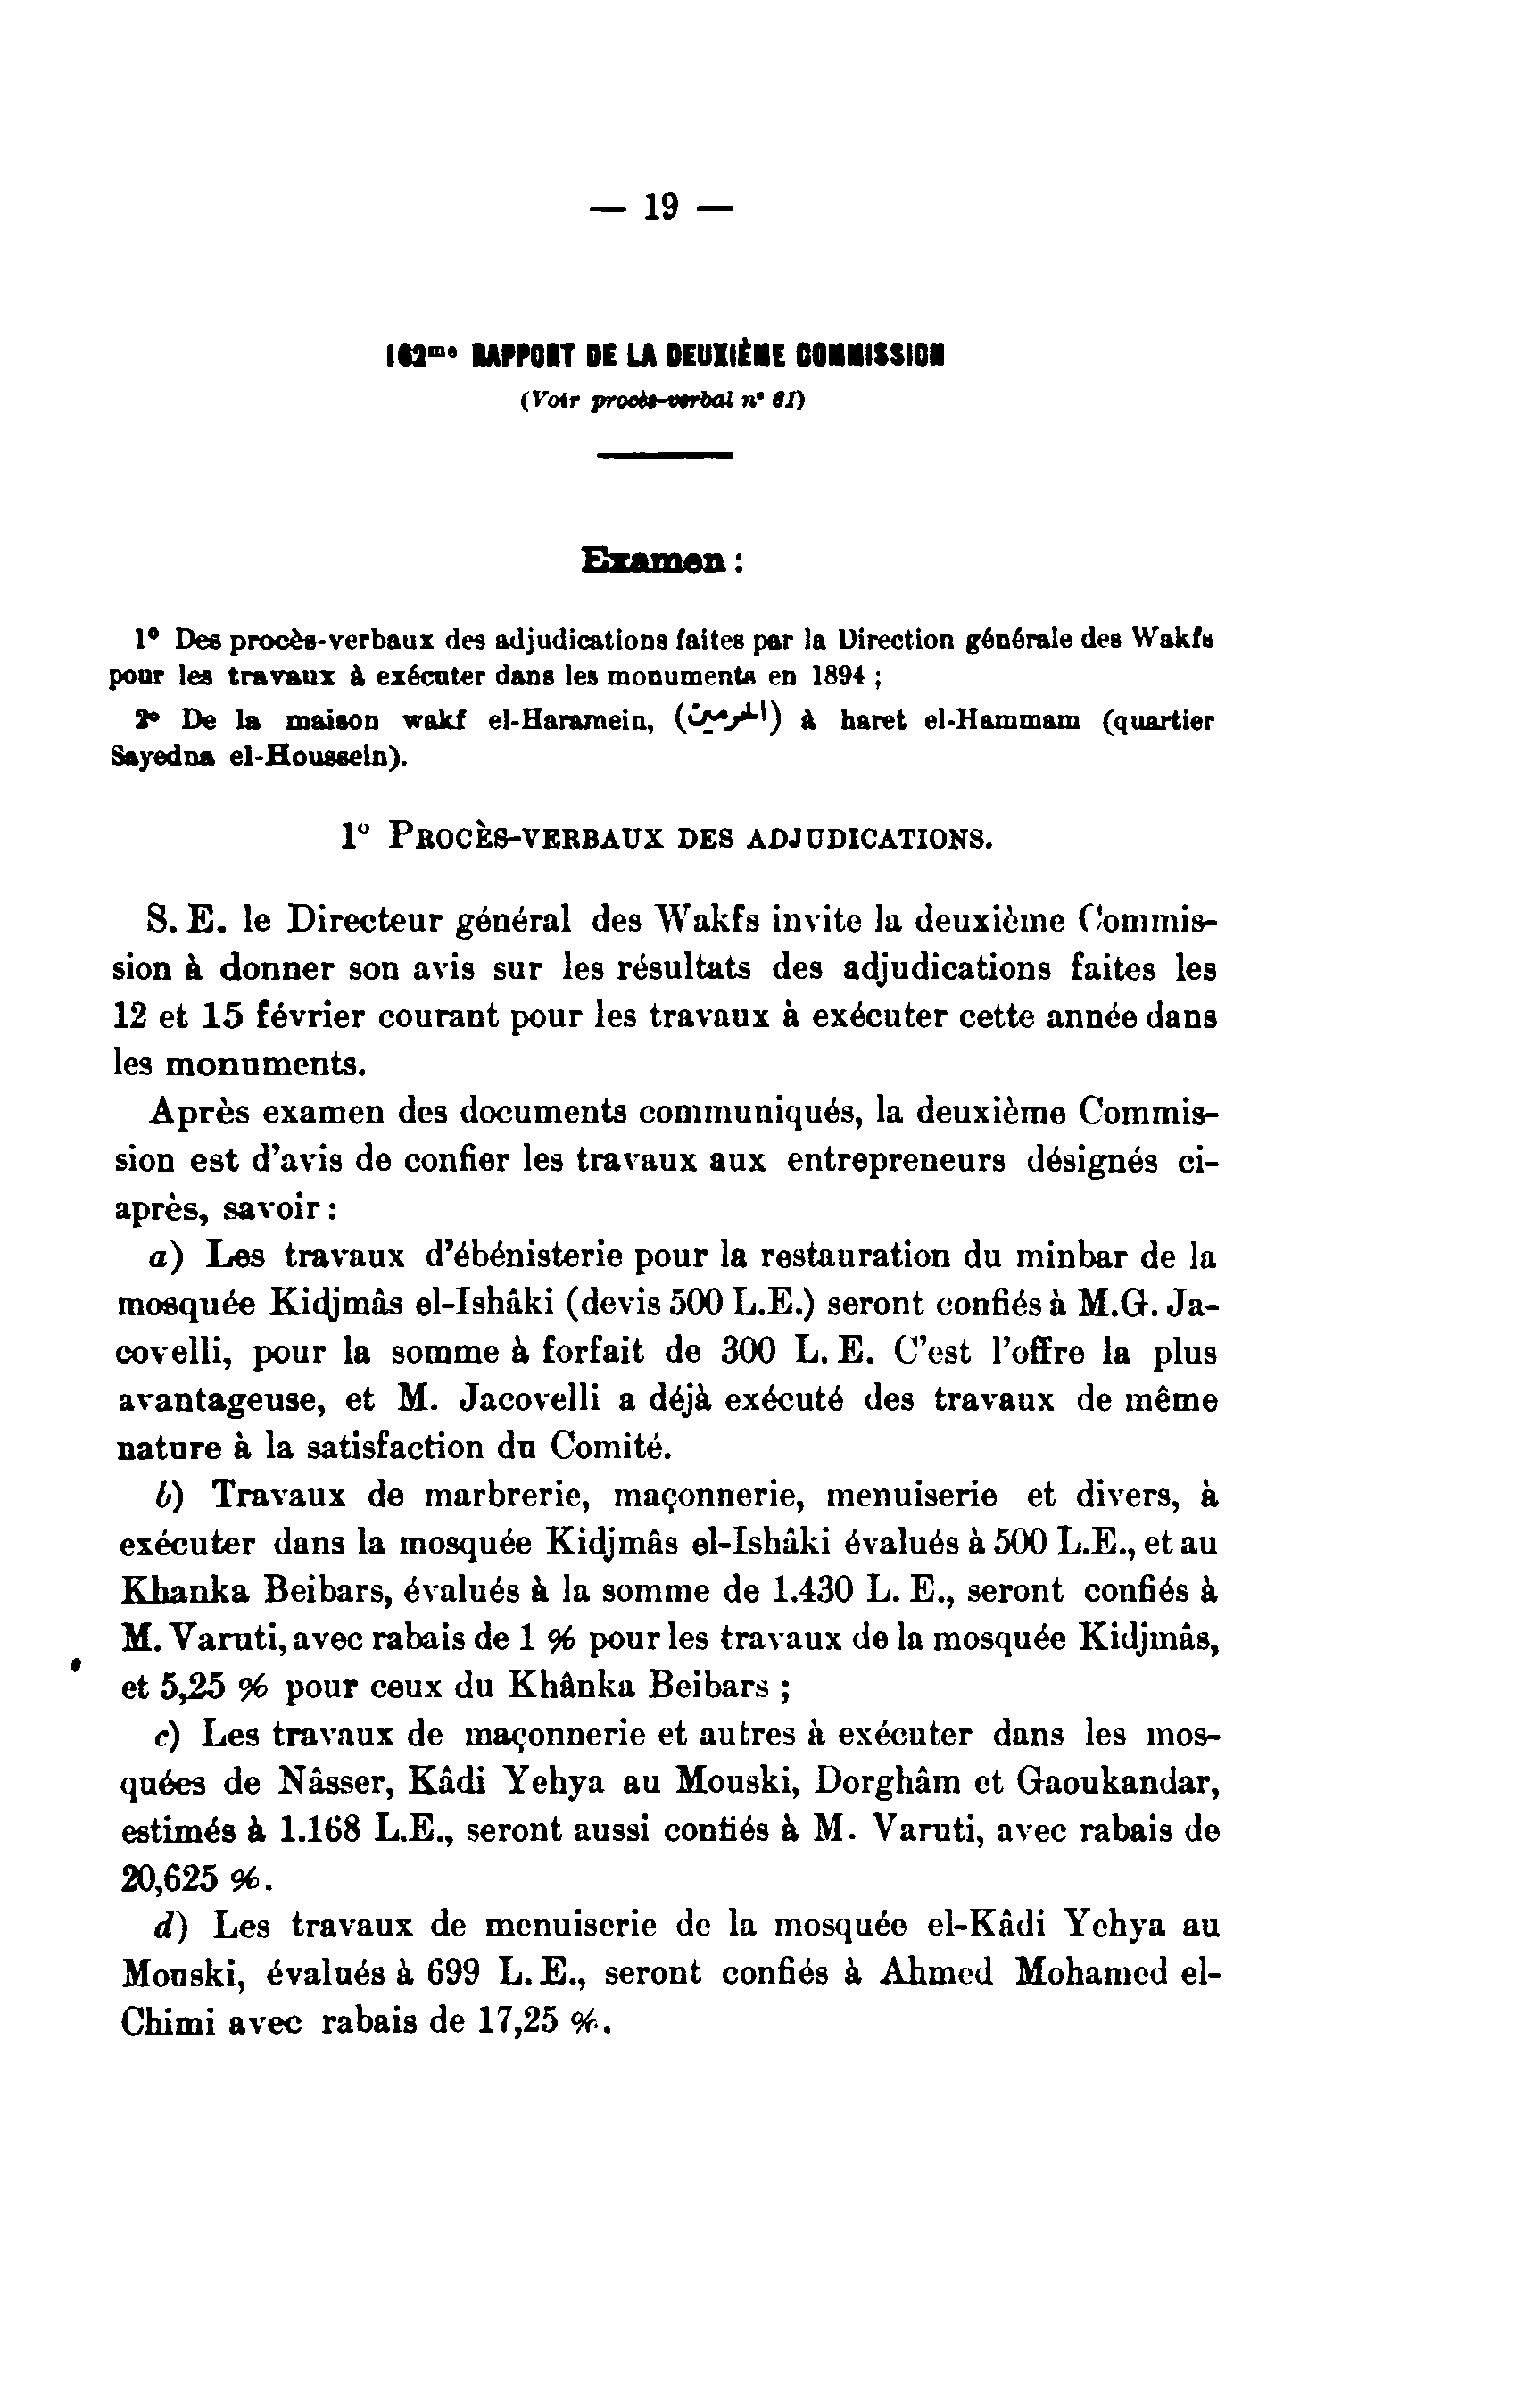 — 19 —
162me RAPPORT DE LA DEUXIÈME COMMISSION
(Voir procès-verbal n° 61)
Examen :
1° Des procès-verbaux des adjudications faites par la Direction générale des Wakfs
pour les travaux à exécuter dans les monuments en 1894 ;
2° De la maison wakf el-Haramein, (الحرمين) à haret el-Hammam (quartier
Sayedna el-Houssein).
1° PROCÈS-VERBAUX DES ADJUDICATIONS.
S. E. le Directeur général des Wakfs invite la deuxième Commis-
sion à donner son avis sur les résultats des adjudications faites les
12 et 15 février courant pour les travaux à exécuter cette année dans
les monuments.
Après examen des documents communiqués, la deuxième Commis-
sion est d'avis de confier les travaux aux entrepreneurs désignés ci-
après, savoir :
a) Les travaux d'ébénisterie pour la restauration du minbar de la
mosquée Kidjmâs el-Ishâki (devis 500 L.E.) seront confiés à M.G. Ja-
covelli, pour la somme à forfait de 300 L. E. C'est l'offre la plus
avantageuse, et M. Jacovelli a déjà exécuté des travaux de même
nature à la satisfaction du Comité.
b) Travaux de marbrerie, maçonnerie, menuiserie et divers, à
exécuter dans la mosquée Kidjmâs el-Ishâki évalués à 500 L.E., et au
Khanka Beibars, évalués à la somme de 1.430 L. E., seront confiés à
M. Varuti, avec rabais de 1 % pour les travaux de la mosquée Kidjmâs,
et 5,25 % pour ceux du Khânka Beibars ;
c) Les travaux de maçonnerie et autres à exécuter dans les mos-
quées de Nâsser, Kâdi Yehya au Mouski, Dorghâm et Gaoukandar,
estimés à 1.168 L.E., seront aussi confiés à M. Varuti, avec rabais de
20,625 %.
d) Les travaux de menuiserie de la mosquée el-Kâdi Yehya au
Mouski, évalués à 699 L. E., seront confiés à Ahmed Mohamed el-
Chimi avec rabais de 17,25 %.